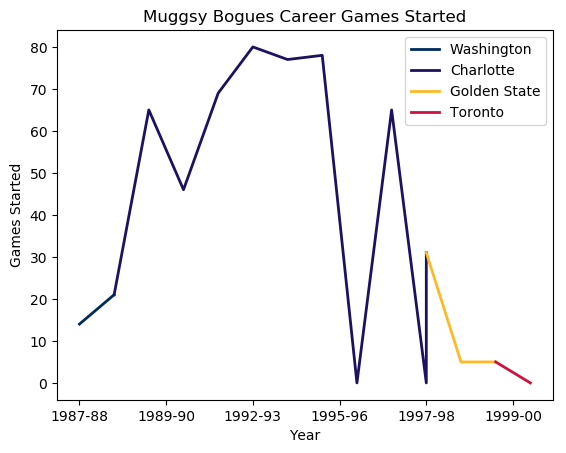 Muggsy Bogues Career Games Started
Washington
Charlotte
Golden State
Toronto
80
70
60
50
40
30
20
10
0
Games Started
1987-88 1989-90 1992-93 1995-96 1997-98 1999-00
Year